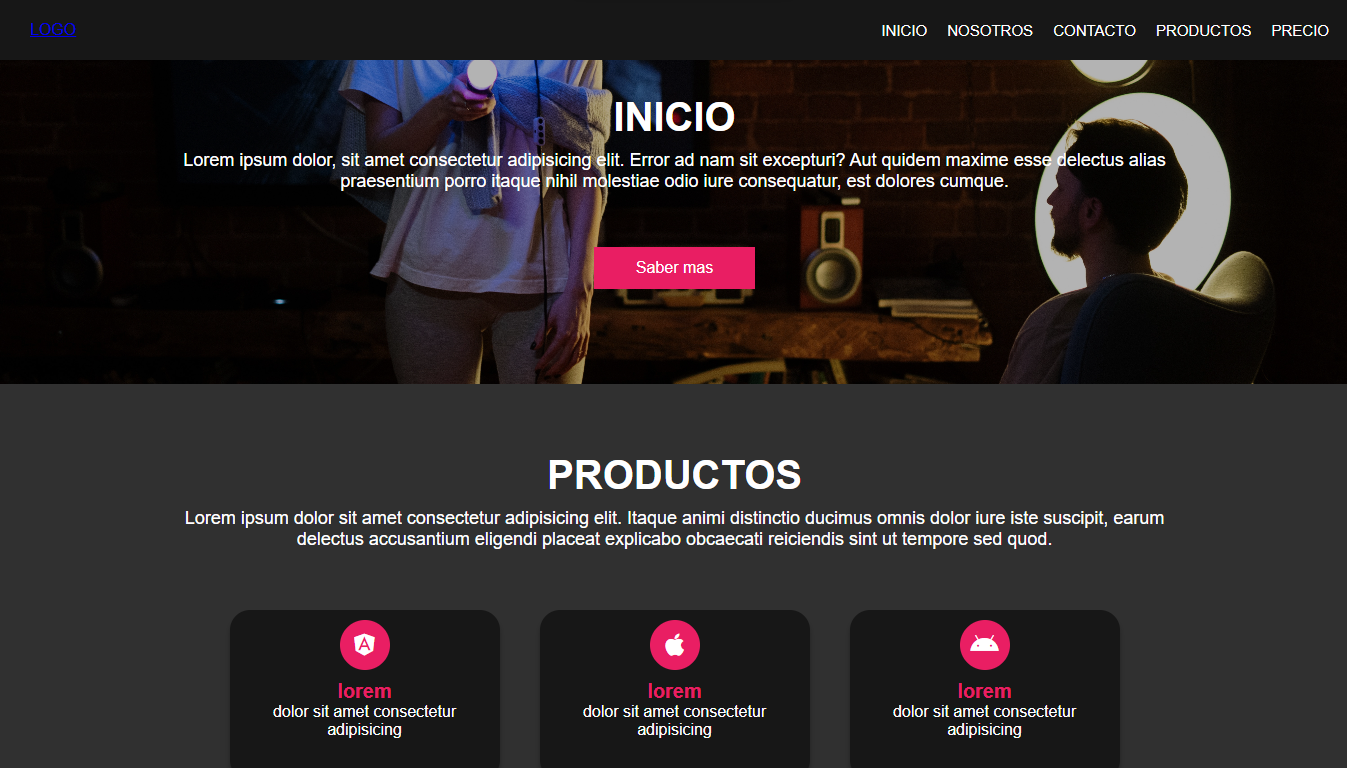 LOGO
INICIO NOSOTROS CONTACTO PRODUCTOS PRECIO
INICIO
Lorem ipsum dolor, sit amet consectetur adipisicing elit. Error ad nam sit excepturi? Aut quidem maxime esse delectus alias
praesentium porro itaque nihil molestiae odio iure consequatur, est dolores cumque.
Saber mas
PRODUCTOS
Lorem ipsum dolor sit amet consectetur adipisicing elit. Itaque animi distinctio ducimus omnis dolor iure iste suscipit, earum
delectus accusantium eligendi placeat explicabo obcaecati reiciendis sint ut tempore sed quod.
lorem
dolor sit amet consectetur
adipisicing
lorem
dolor sit amet consectetur
adipisicing
lorem
dolor sit amet consectetur
adipisicing